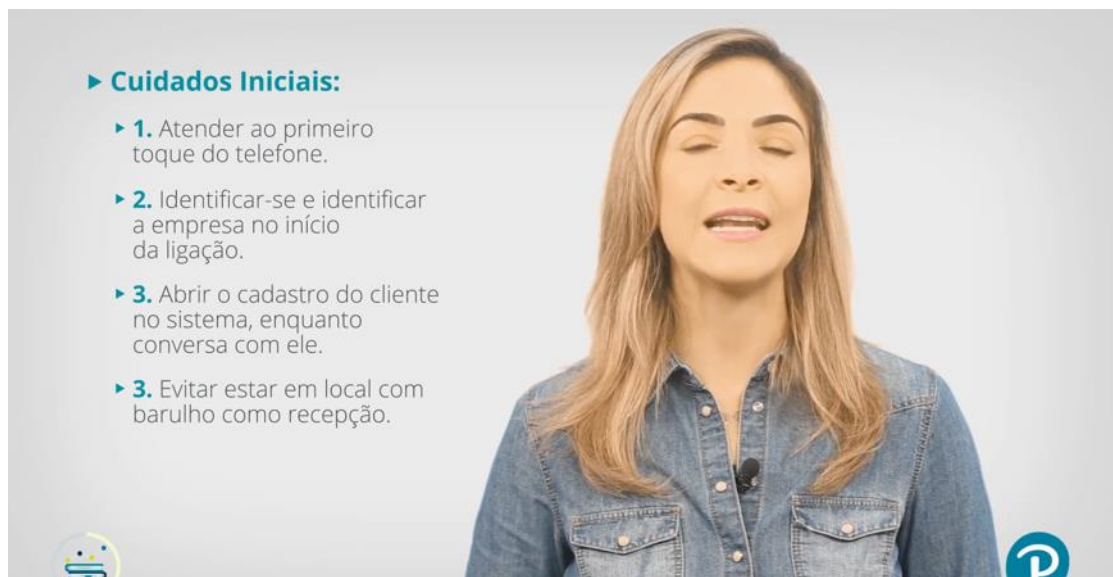 Cuidados Iniciais:
1. Atender ao primeiro
toque do telefone.
2. Identificar-se e identificar
a empresa no início
da ligação.
3. Abrir o cadastro do cliente
no sistema, enquanto
conversa com ele.
3. Evitar estar em local com
barulho como recepção.